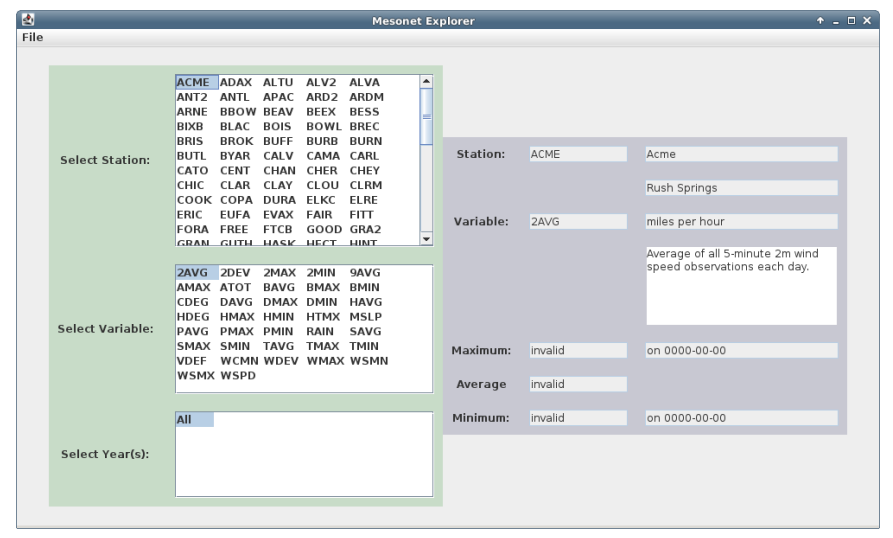 Mesonet Explorer
File
Select Station:
ACME ADAX ALTU ALV2 ALVA
ANT2 ANTL APAC ARD2 ARDM
ARNE BBOW BEAV BEEX BESS
BIXB BLAC BOIS BOWL BREC
BRIS BROK BUFF BURB BURN
BUTL BYAR CALV CAMA CARL
CATO CENT CHAN CHER CHEY
CHIC CLAR CLAY CLOU CLRM
COOK COPA DURA ELKC ELRE
ERIC EUFA EVAX FAIR FITT
FORA FREE FTCB GOOD GRA2
GRAN GUTH HASK HECT HINT
Select Variable:
2AVG 2DEV 2MAX 2MIN 9AVG
AMAX ATOT BAVG BMAX BMIN
CDEG DAVG DMAX DMIN HAVG
HDEG HMAX HMIN HTMX MSLP
PAVG PMAX PMIN RAIN SAVG
SMAX SMIN TAVG TMAX TMIN
VDEF WCMN WDEV WMAX WSMN
WSMX WSPD
Select Year(s):
All
Station: ACME Acme
Rush Springs
Variable: 2AVG miles per hour
Average of all 5-minute 2m wind
speed observations each day.
Maximum: invalid on 0000-00-00
Average invalid
Minimum: invalid on 0000-00-00